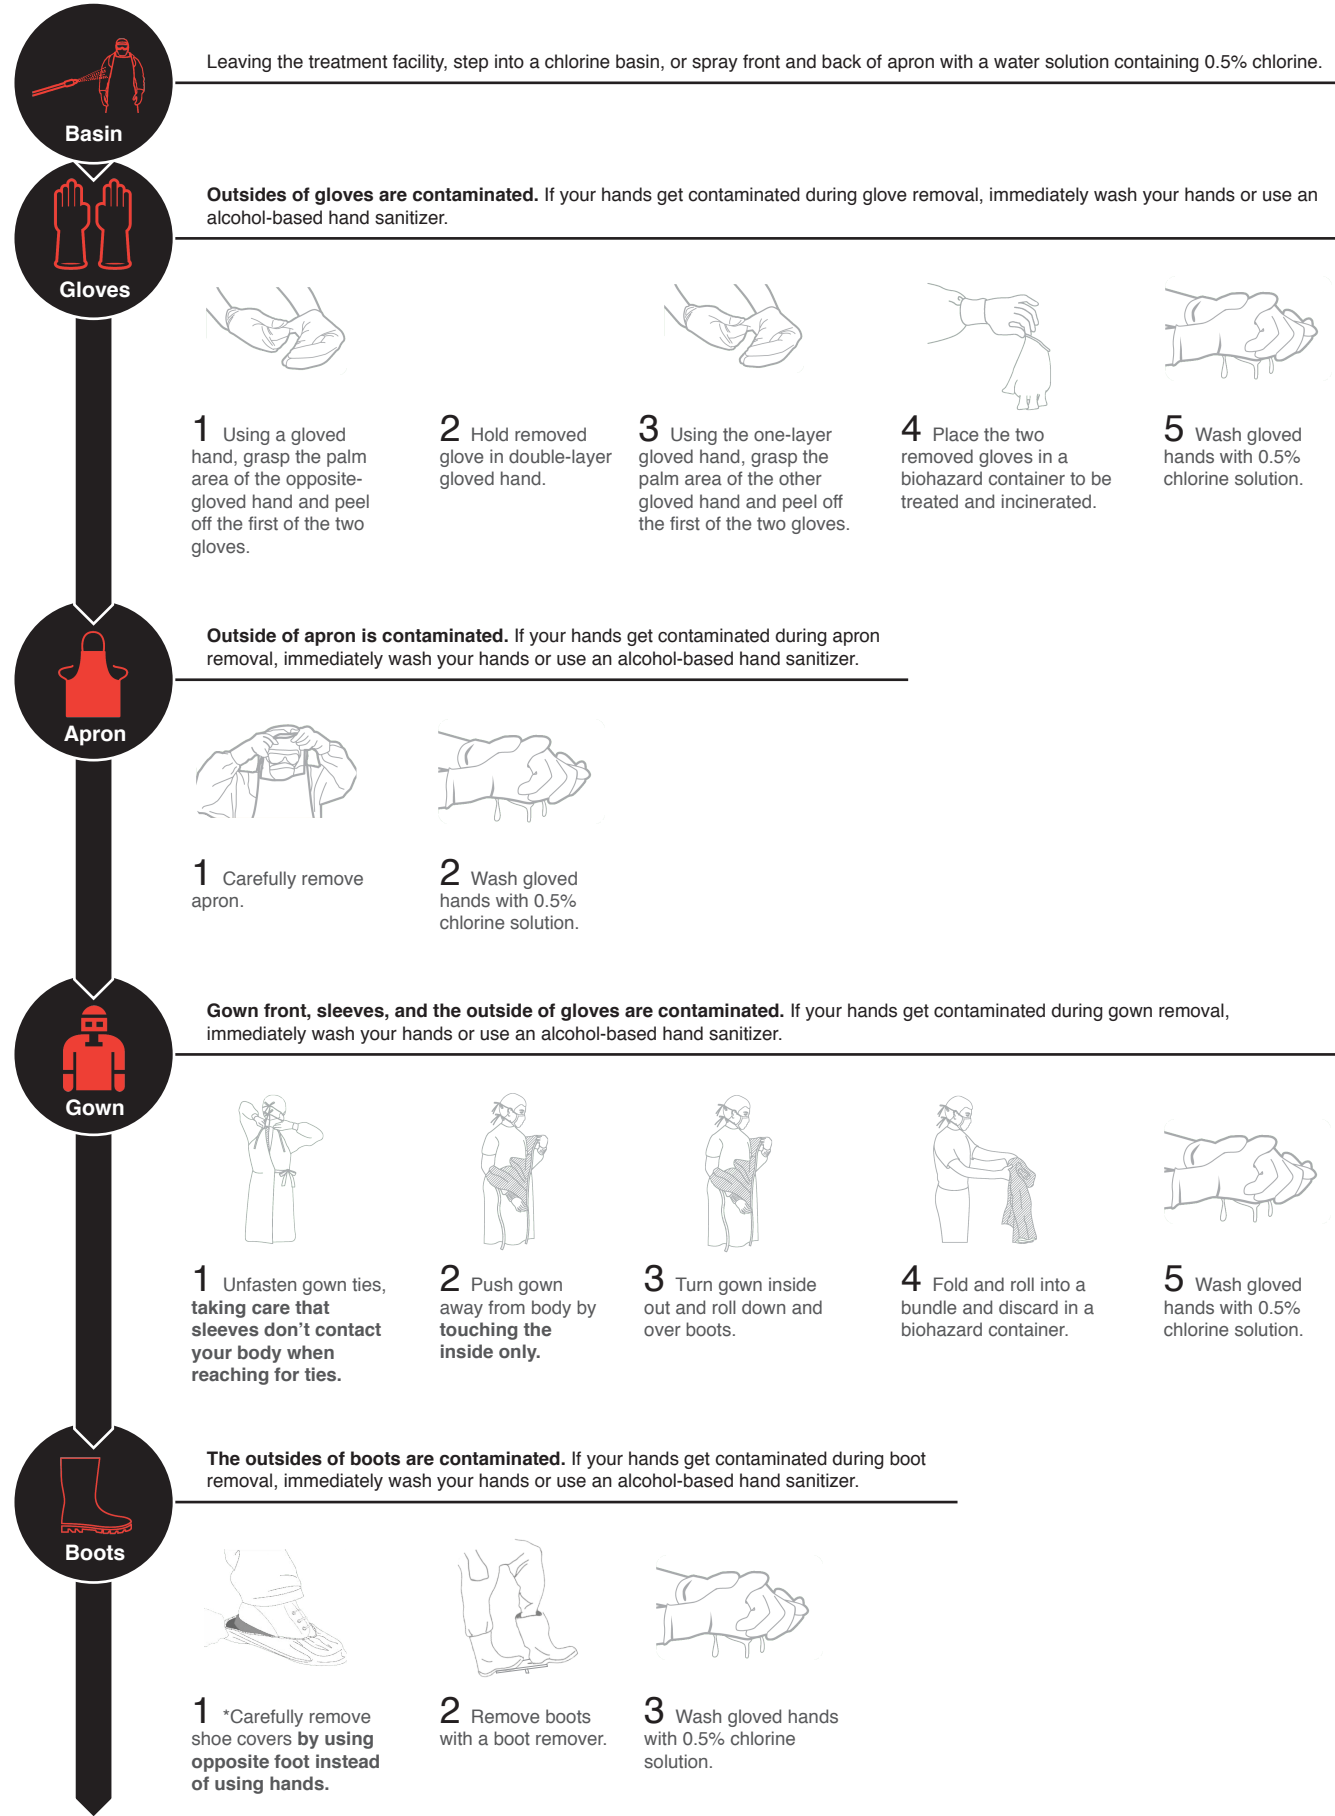 Basin
Leaving the treatment facility, step into a chlorine basin, or spray front and back of apron with a water solution containing 0.5% chlorine.
Gloves
Outsides of gloves are contaminated. If your hands get contaminated during glove removal, immediately wash your hands or use an
alcohol-based hand sanitizer.
1 Using a gloved
hand, grasp the palm
area of the opposite-
gloved hand and peel
off the first of the two
gloves.
2 Hold removed
glove in double-layer
gloved hand.
3 Using the one-layer
gloved hand, grasp the
palm area of the other
gloved hand and peel off
the first of the two gloves.
4 Place the two
removed gloves in a
biohazard container to be
treated and incinerated.
5 Wash gloved
hands with 0.5%
chlorine solution.
Apron
Outside of apron is contaminated. If your hands get contaminated during apron
removal, immediately wash your hands or use an alcohol-based hand sanitizer.
1 Carefully remove
apron.
2 Wash gloved
hands with 0.5%
chlorine solution.
Gown
Gown front, sleeves, and the outside of gloves are contaminated. If your hands get contaminated during gown removal,
immediately wash your hands or use an alcohol-based hand sanitizer.
1 Unfasten gown ties,
taking care that
sleeves don’t contact
your body when
reaching for ties.
2 Push gown
away from body by
touching the
inside only.
3 Turn gown inside
out and roll down and
over boots.
4 Fold and roll into a
bundle and discard in a
biohazard container.
5 Wash gloved
hands with 0.5%
chlorine solution.
Boots
The outsides of boots are contaminated. If your hands get contaminated during boot
removal, immediately wash your hands or use an alcohol-based hand sanitizer.
1 *Carefully remove
shoe covers by using
opposite foot instead
of using hands.
2 Remove boots
with a boot remover.
3 Wash gloved hands
with 0.5% chlorine
solution.